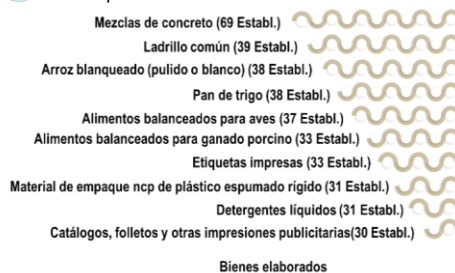 Mezclas de concreto (69 Establ.)
Ladrillo común (39 Establ.)
Arroz blanqueado (pulido o blanco) (38 Establ.)
Pan de trigo (38 Establ.)
Alimentos balanceados para aves (37 Establ.)
Alimentos balanceados para ganado porcino (33 Establ.)
Etiquetas impresas (33 Establ.)
Material de empaque ncp de plástico espumado rígido (31 Establ.)
Detergentes líquidos (31 Establ.)
Catálogos, folletos y otras impresiones publicitarias(30 Establ.)
Bienes elaborados